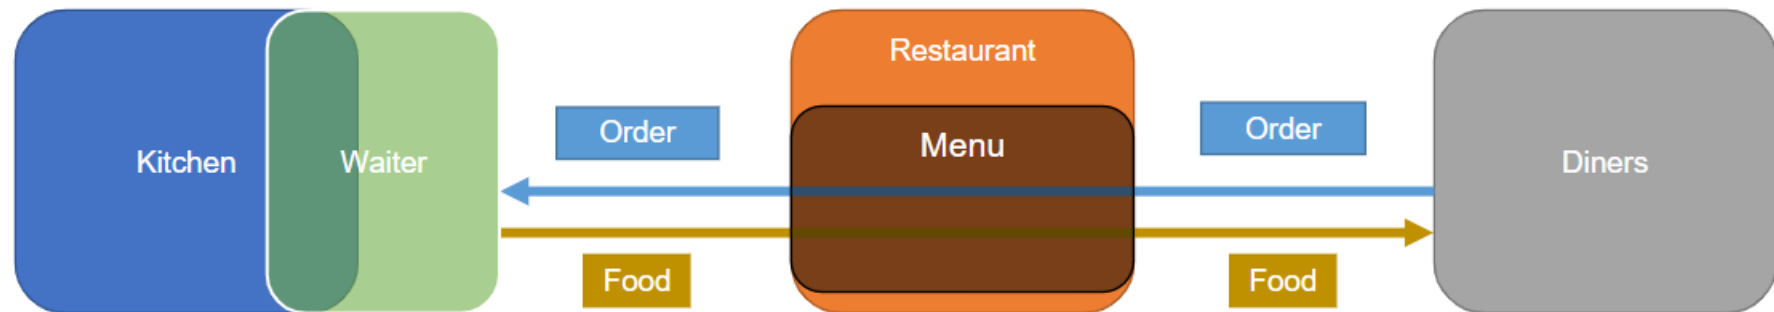 Restaurant
Order
Menu
Order
Kitchen
Waiter
Diners
Food
Food